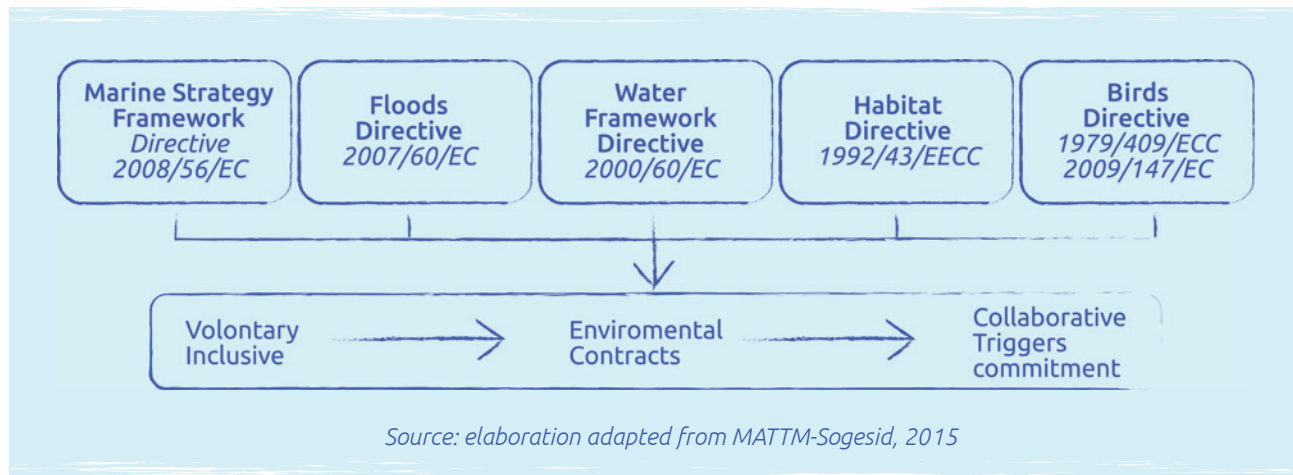 Marine Strategy
Framework
Directive
2008/56/EC
Floods
Directive
2007/60/EC
Water
Framework
Directive
2000/60/EC
Habitat
Directive
1992/43/EECC
Birds
Directive
1979/409/ECC
2009/147/EC
Volontary
Inclusive
Enviromental
Contracts
Collaborative
Triggers
commitment
Source: elaboration adapted from MATTM-Sogesid, 2015